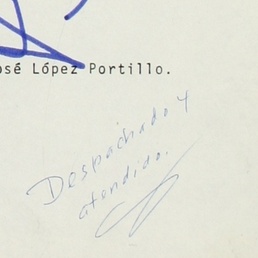 osé López Portillo.
Despachado y
atendido.